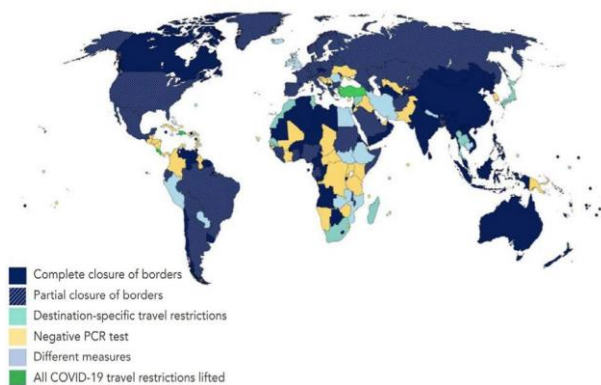 Complete closure of borders
Partial closure of borders
Destination-specific travel restrictions
Negative PCR test
Different measures
All COVID-19 travel restrictions lifted